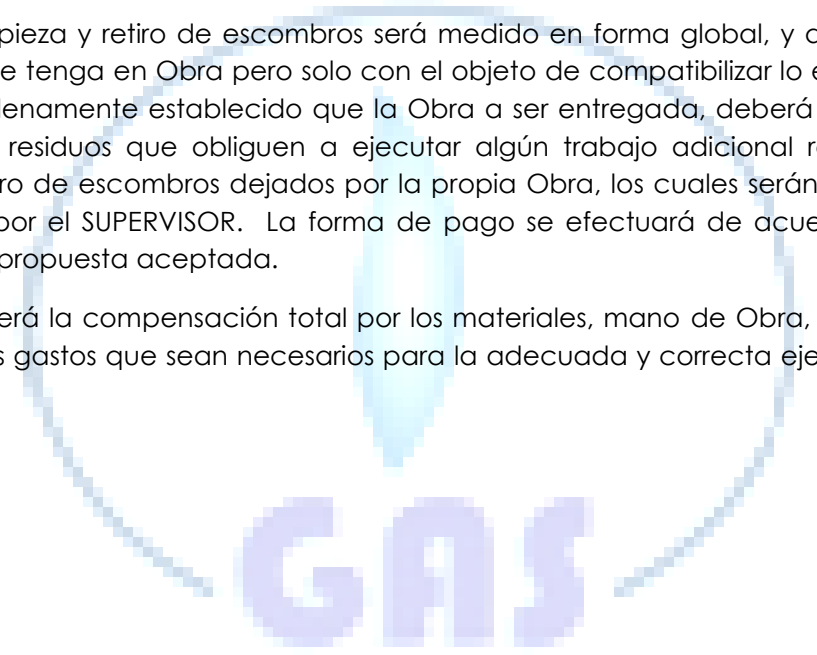 pieza y retiro de escombros será medido en forma global, y
e tenga en Obra pero solo con el objeto de compatibilizar lo
lenamente establecido que la Obra a ser entregada, deberá
residuos que obliguen a ejecutar algún trabajo adicional
ro de escombros dejados por la propia Obra, los cuales serán
por el SUPERVISOR. La forma de pago se efectuará de acue
propuesta aceptada.
erá la compensación total por los materiales, mano de Obra,
s gastos que sean necesarios para la adecuada y correcta eje
GAS